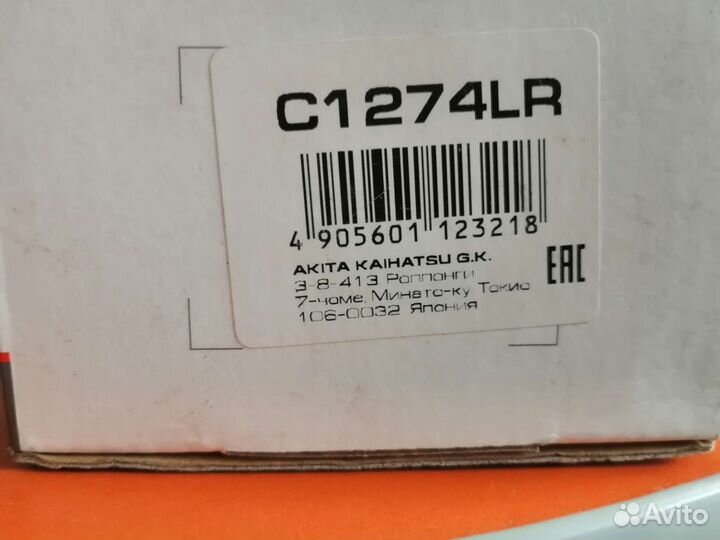 C1274LR
4 905601 123218
AKITA KAIHATSU G.K.
3-8-413 Роппонги
7-чоме, Минато-ку Токио
106-0032 Япония
EAC
Avito